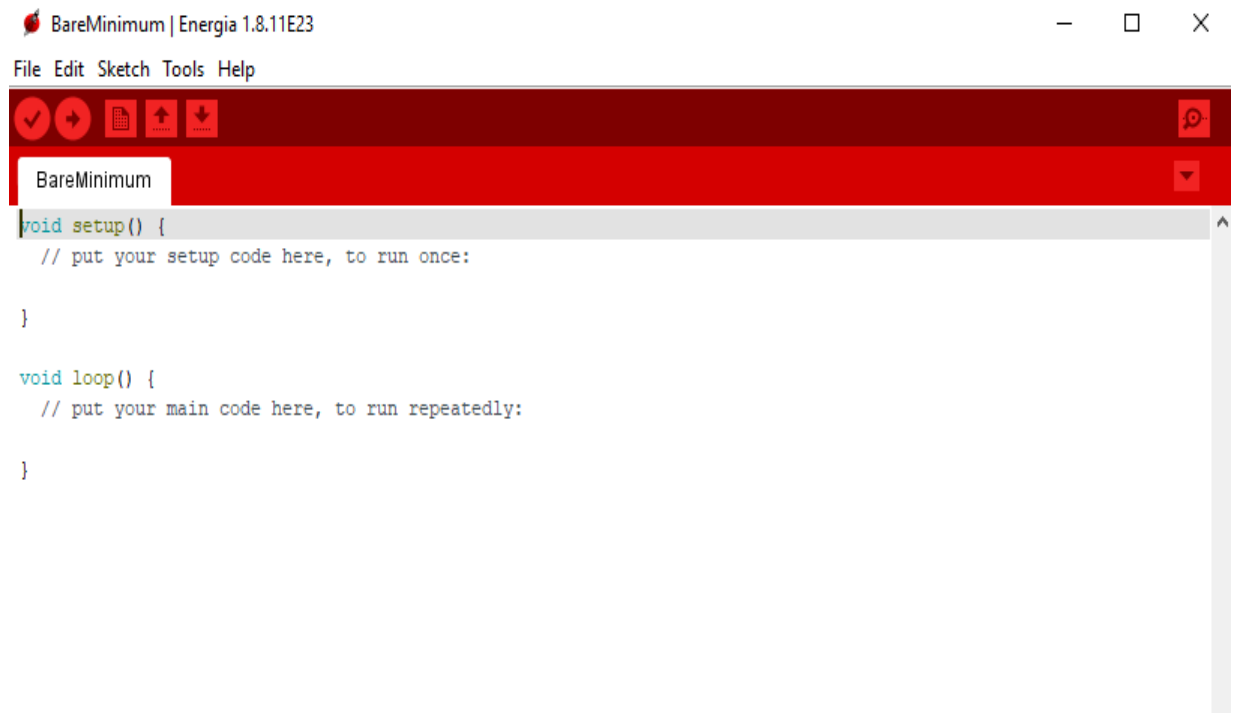 BareMinimum | Energia 1.8.11E23
File Edit Sketch Tools Help
BareMinimum
void setup() {
  // put your setup code here, to run once:
}
void loop() {
  // put your main code here, to run repeatedly:
}